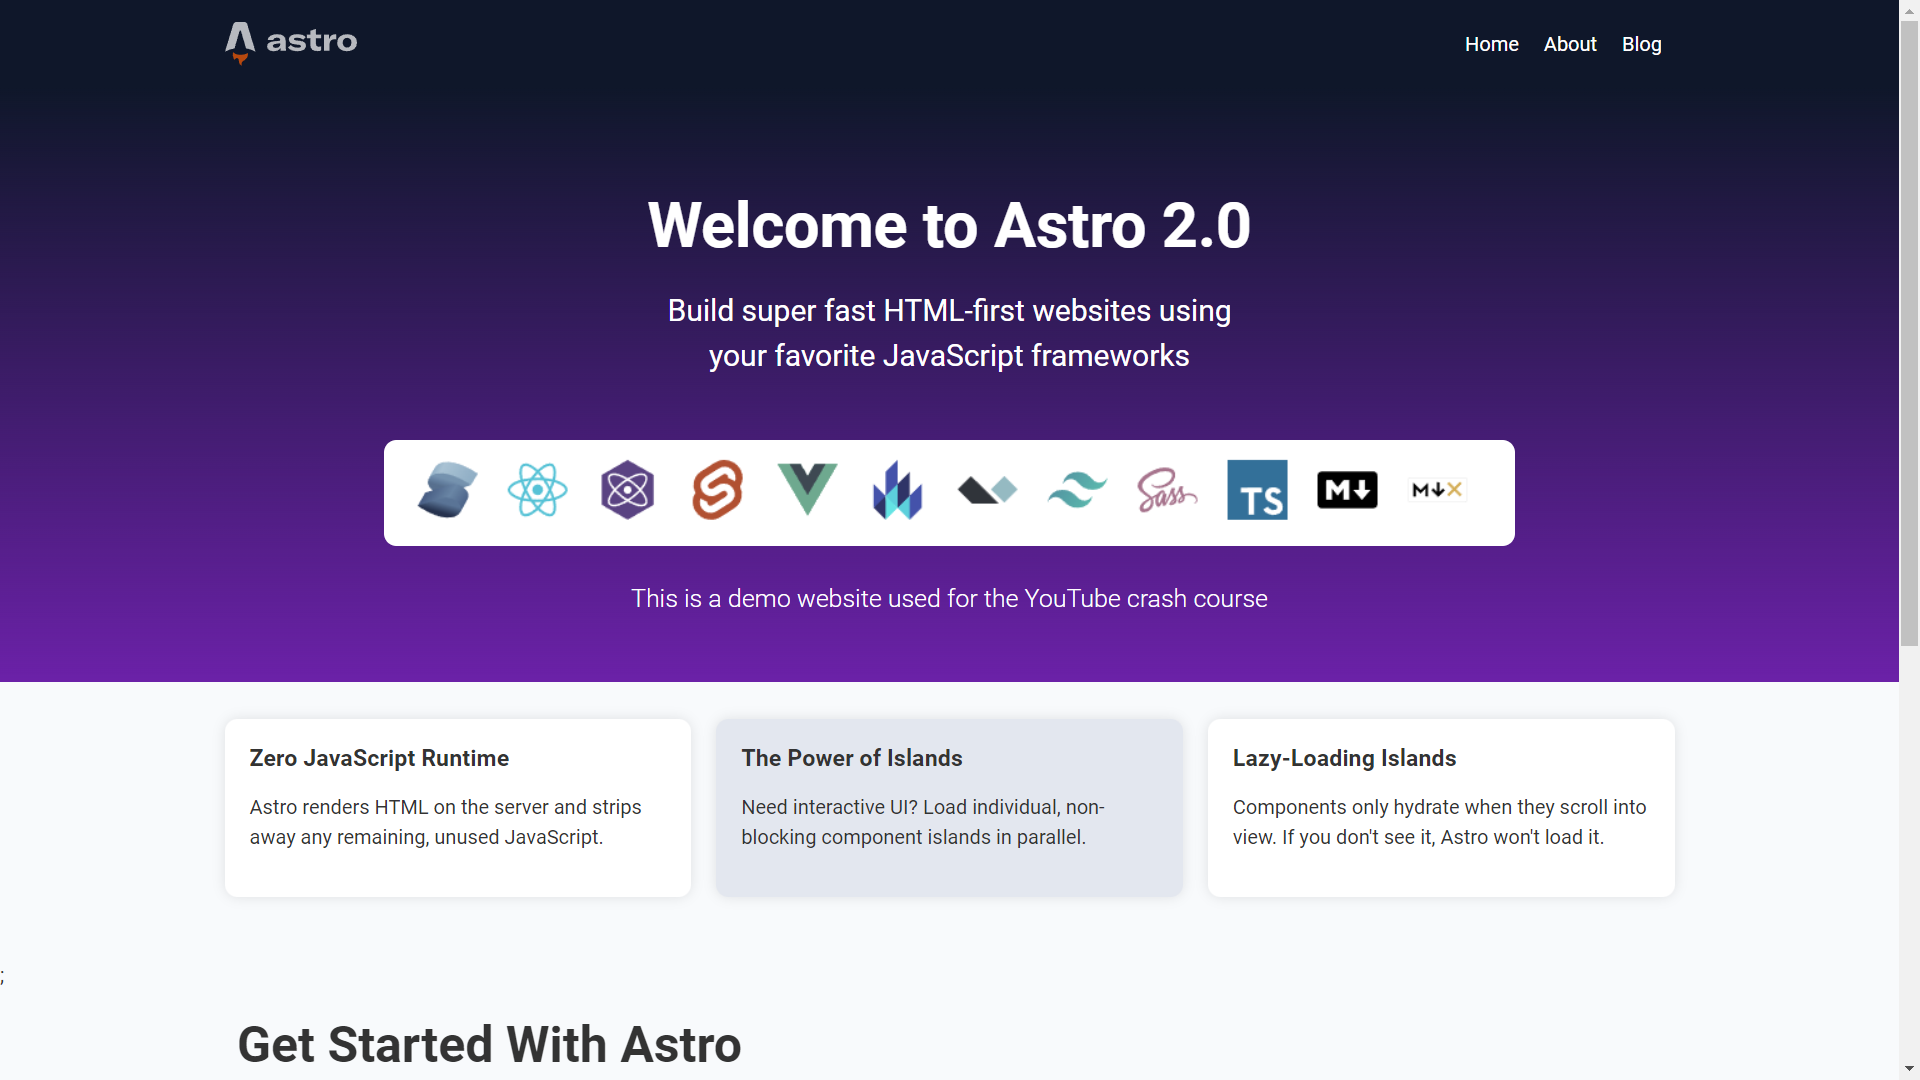 astro
Home
About
Blog
Welcome to Astro 2.0
Build super fast HTML-first websites using
your favorite JavaScript frameworks
Sass
TS
M
M X
This is a demo website used for the YouTube crash course
Zero JavaScript Runtime
Astro renders HTML on the server and strips
away any remaining, unused JavaScript.
The Power of Islands
Need interactive UI? Load individual, non-
blocking component islands in parallel.
Lazy-Loading Islands
Components only hydrate when they scroll into
view. If you don't see it, Astro won't load it.
;
Get Started With Astro